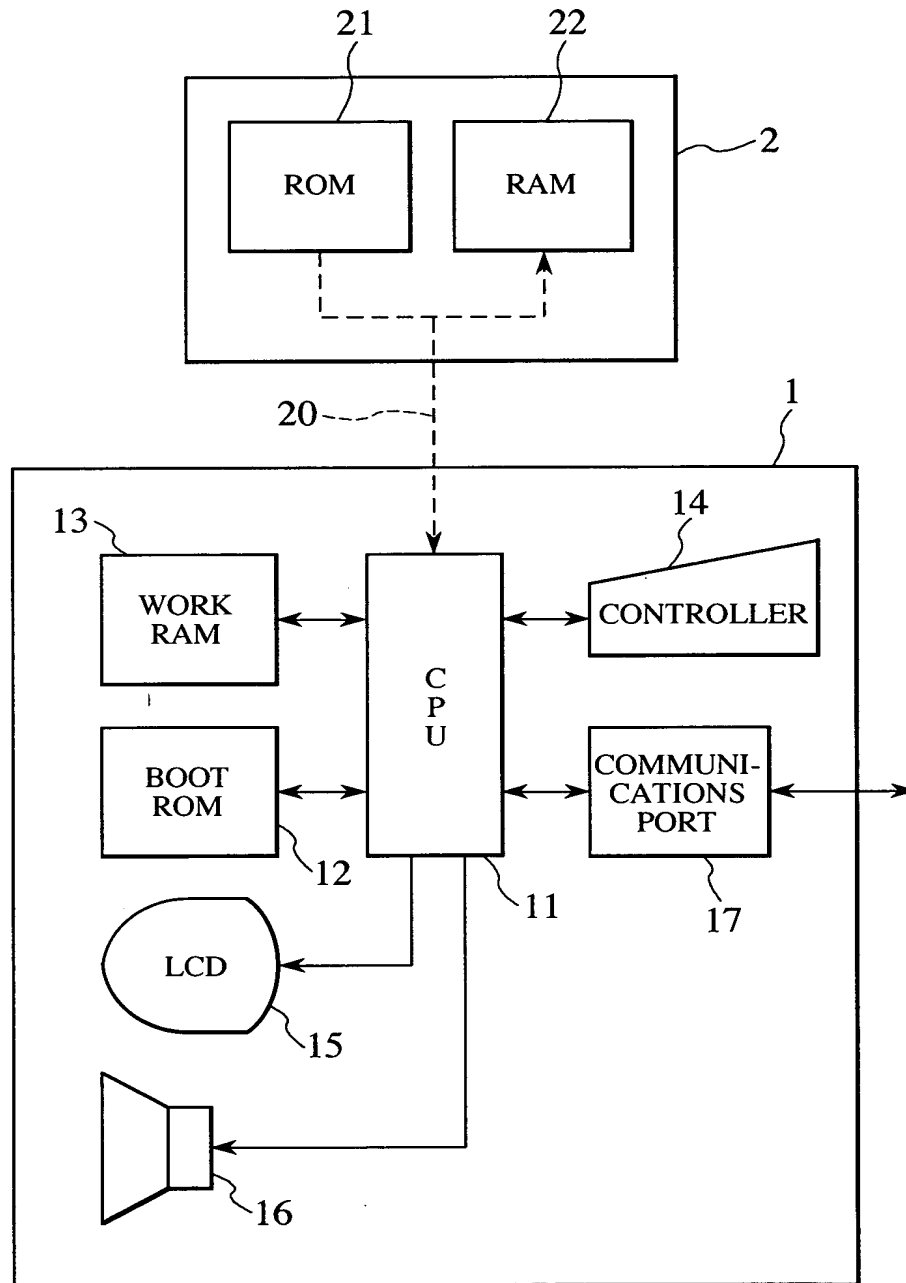 21
22
ROM
RAM
2
20
1
13
14
WORK
RAM
CPU
CONTROLLER
BOOT
ROM
COMMUNI-
CATIONS
PORT
12
11
17
LCD
15
16